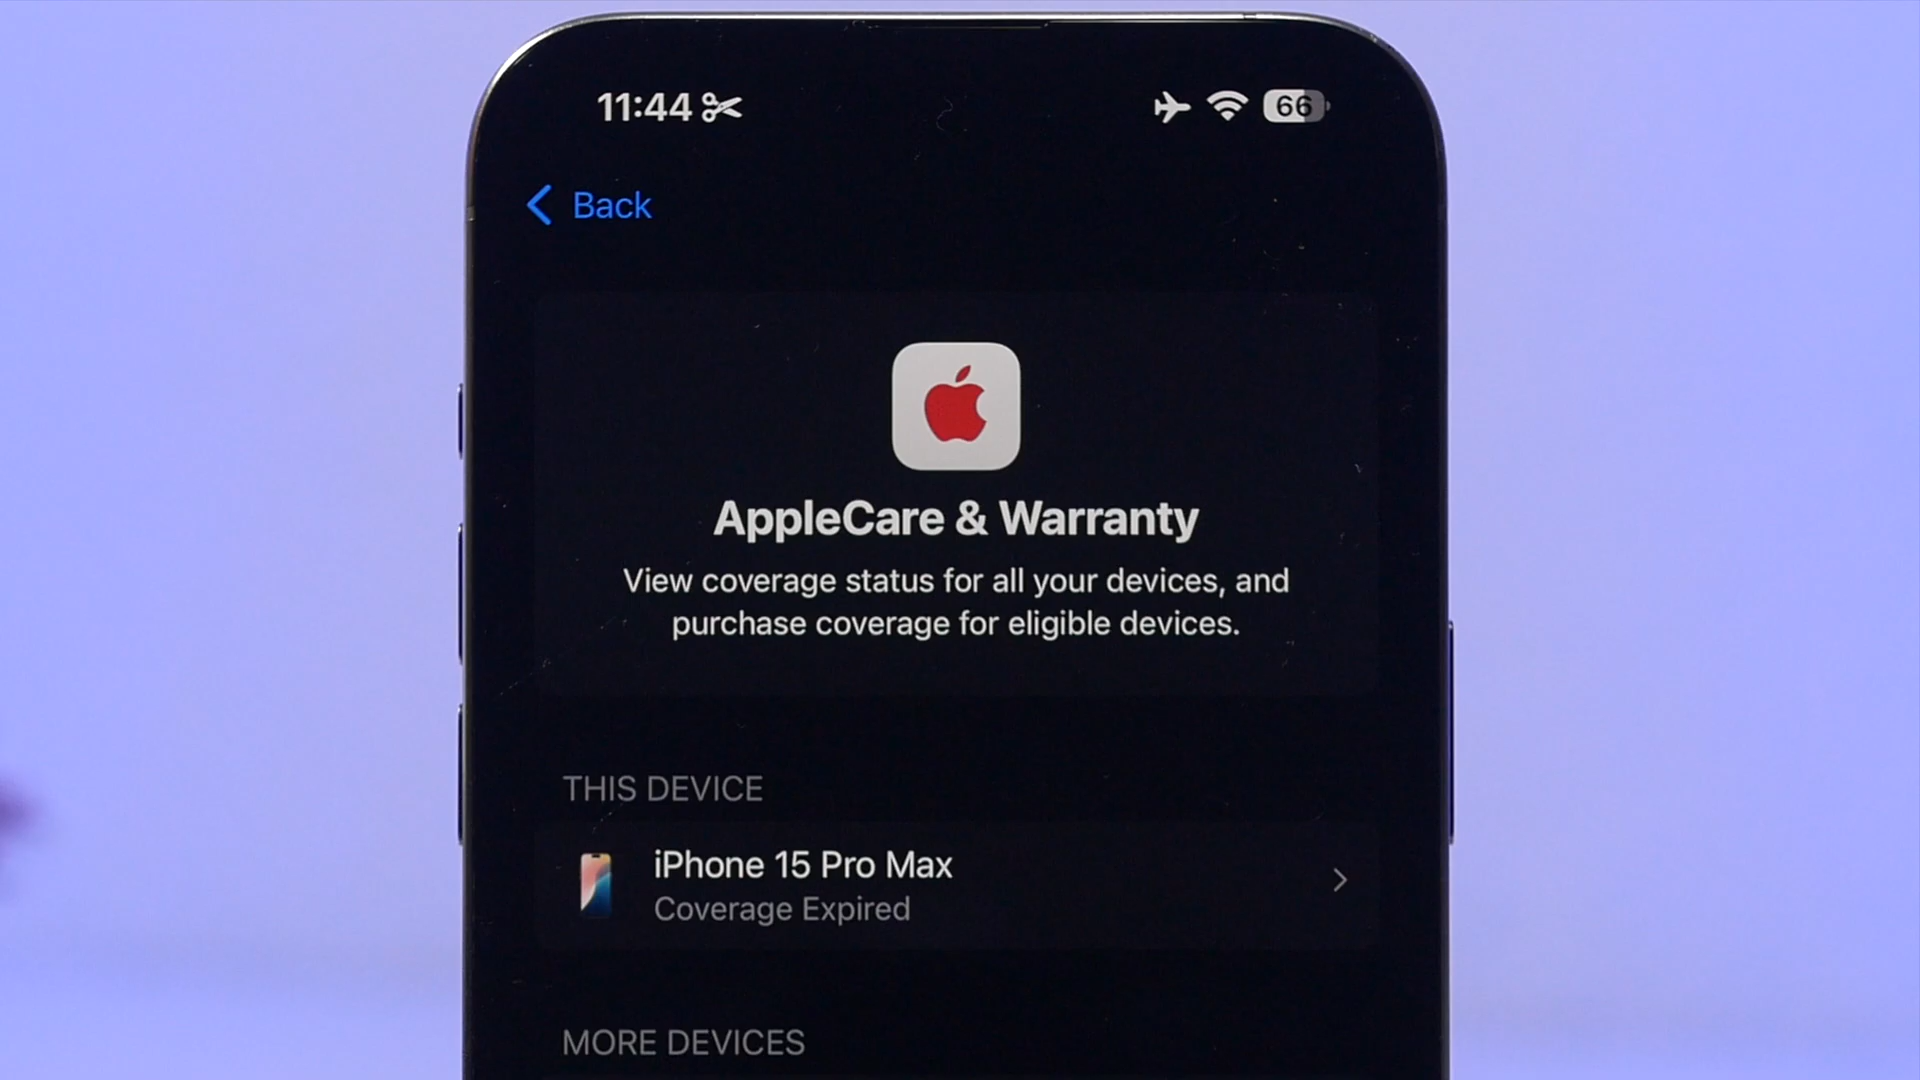 11:44
66
Back
AppleCare & Warranty
View coverage status for all your devices, and
purchase coverage for eligible devices.
THIS DEVICE
iPhone 15 Pro Max
Coverage Expired
MORE DEVICES